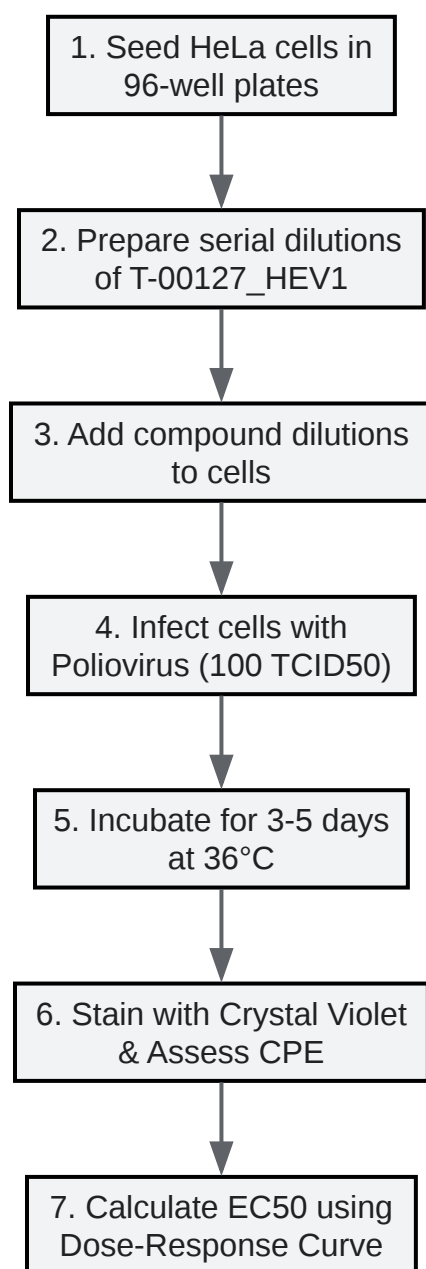 1. Seed HeLa cells in
96-well plates
2. Prepare serial dilutions
of T-00127_HEV1
3. Add compound dilutions
to cells
4. Infect cells with
Poliovirus (100 TCID50)
5. Incubate for 3-5 days
at 36°C
6. Stain with Crystal Violet
& Assess CPE
7. Calculate EC50 using
Dose-Response Curve